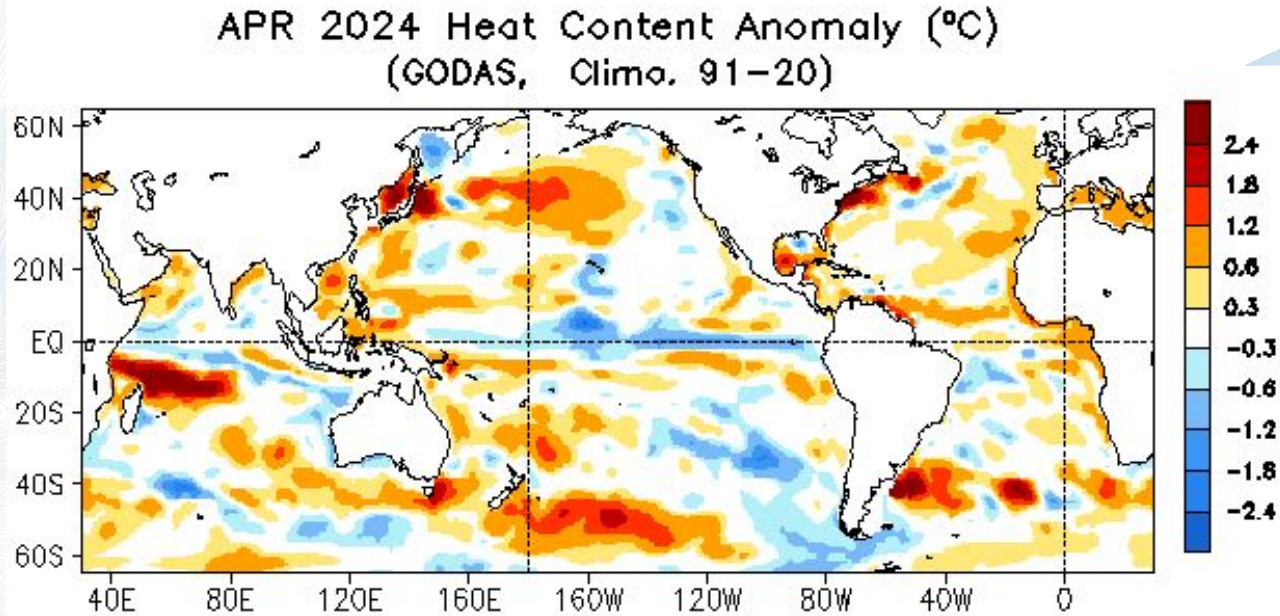 APR 2024 Heat Content Anomaly (°C)
(GODAS, Climo. 91-20)
60N
40N
20N
EQ
20S
40S
60S
40E 80E 120E 160E 160W 120W 80W 40W 0
2.4
1.8
1.2
0.6
0.3
-0.3
-0.6
-1.2
-1.8
-2.4